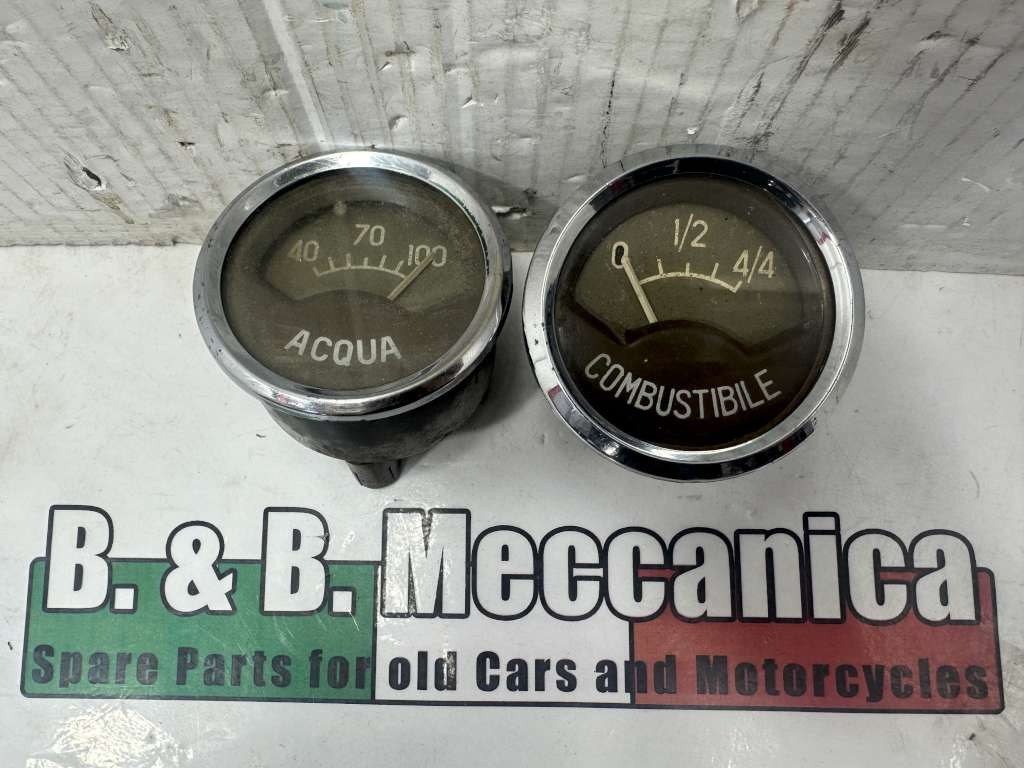 40 70 100
ACQUA
0 1/2 4/4
COMBUSTIBILE
B. & B. Meccanica
Spare Parts for old Cars and Motorcycles